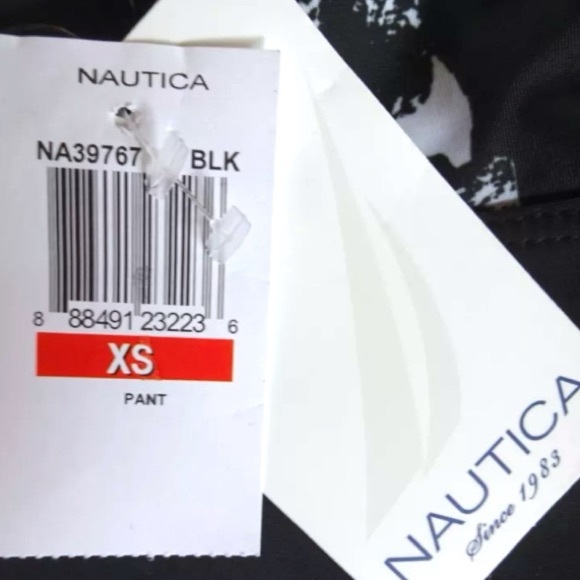 NAUTICA
NA39767 BLK
8 88491 23223 6
XS
PANT
NAUTICA
Since 1983